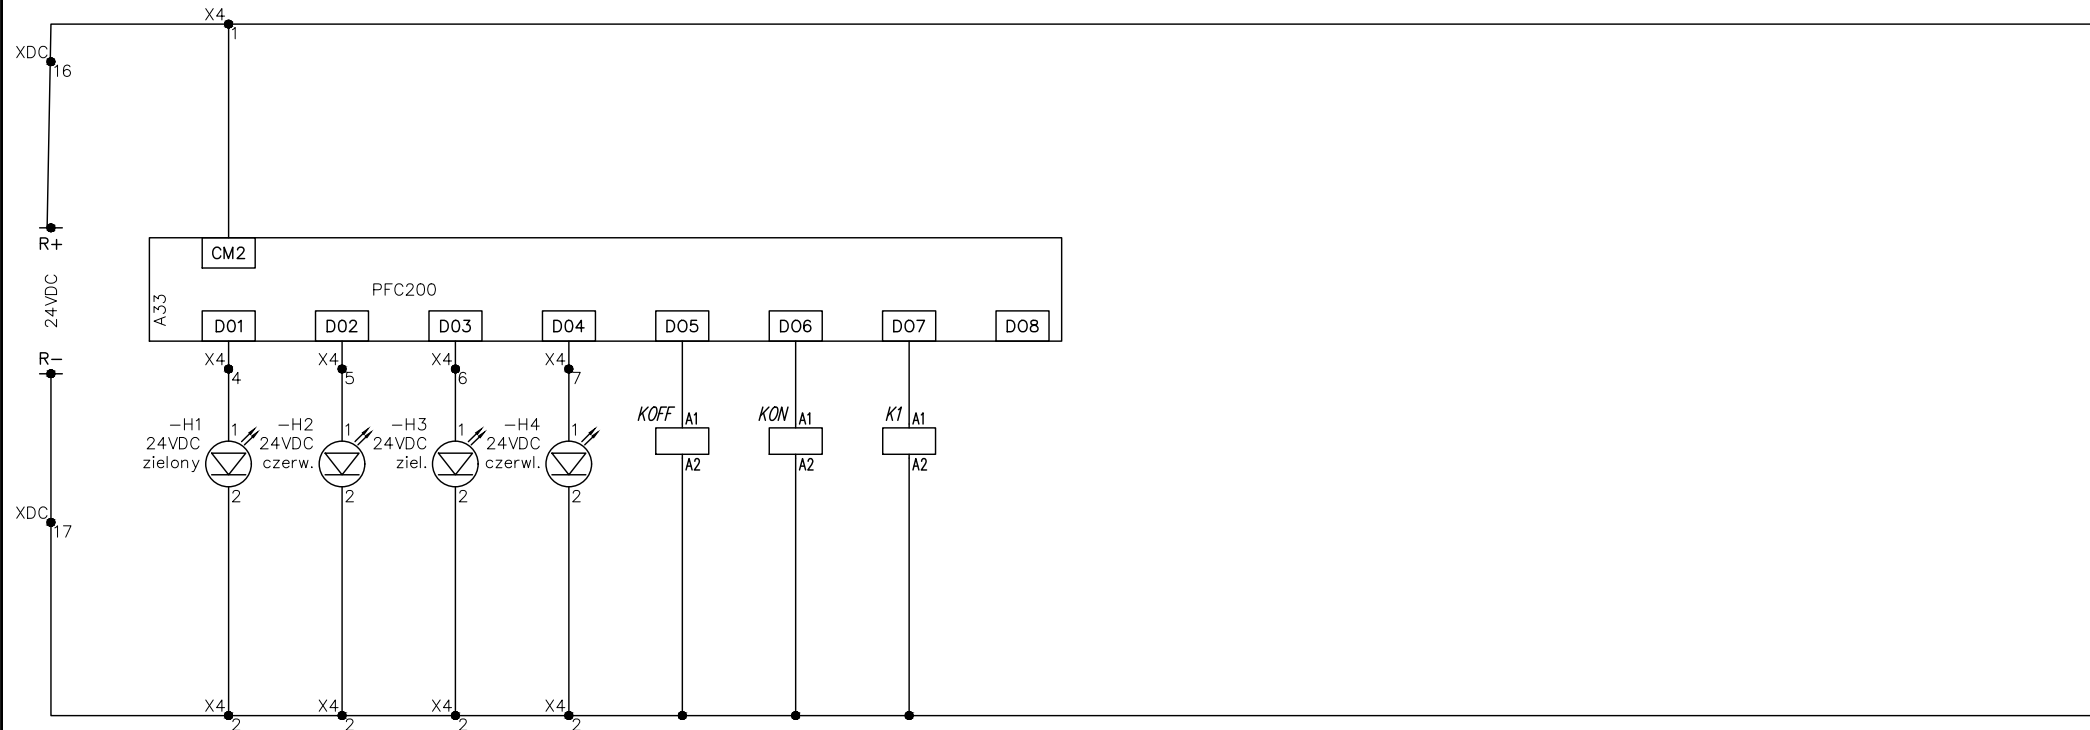 X4
1
XDC
16
R+
24VDC
R-
XDC
17
A33
CM2
PFC200
DO1 DO2 DO3 DO4 DO5 DO6 DO7 DO8
X4 X4 X4 X4
4 5 6 7
-H1
24VDC
zielony
1
2
-H2
24VDC
czerw.
1
2
-H3
24VDC
ziel.
1
2
-H4
24VDC
czerwl.
1
2
KOFF A1
A2
KON A1
A2
K1 A1
A2
X4 X4 X4 X4
2 2 2 2